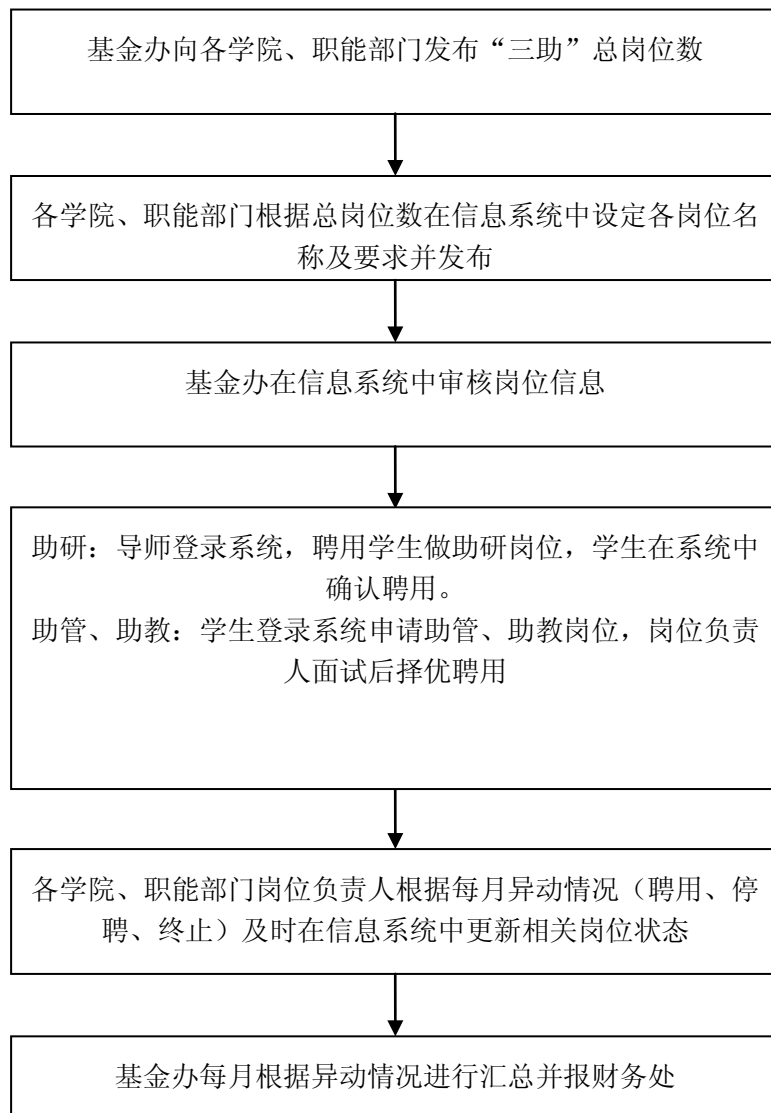 基金办向各学院、职能部门发布“三助”总岗位数
各学院、职能部门根据总岗位数在信息系统中设定各岗位名
称及要求并发布
基金办在信息系统中审核岗位信息
助研：导师登录系统，聘用学生做助研岗位，学生在系统中
确认聘用。
助管、助教：学生登录系统申请助管、助教岗位，岗位负责
人面试后择优聘用
各学院、职能部门岗位负责人根据每月异动情况（聘用、停
聘、终止）及时在信息系统中更新相关岗位状态
基金办每月根据异动情况进行汇总并报财务处